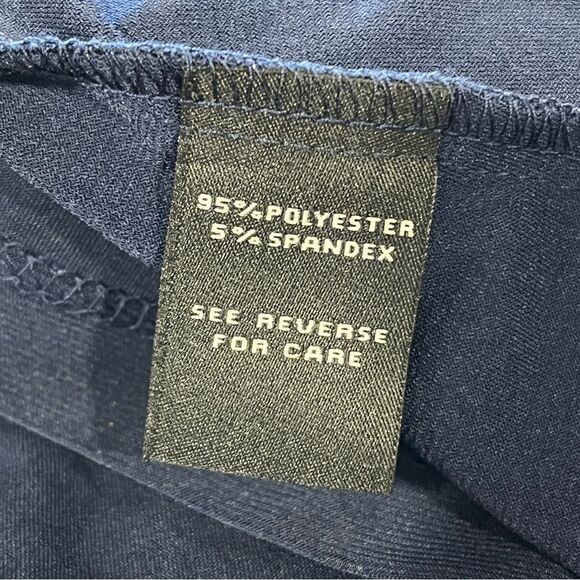 95% POLYESTER
5% SPANDEX
SEE REVERSE
FOR CARE